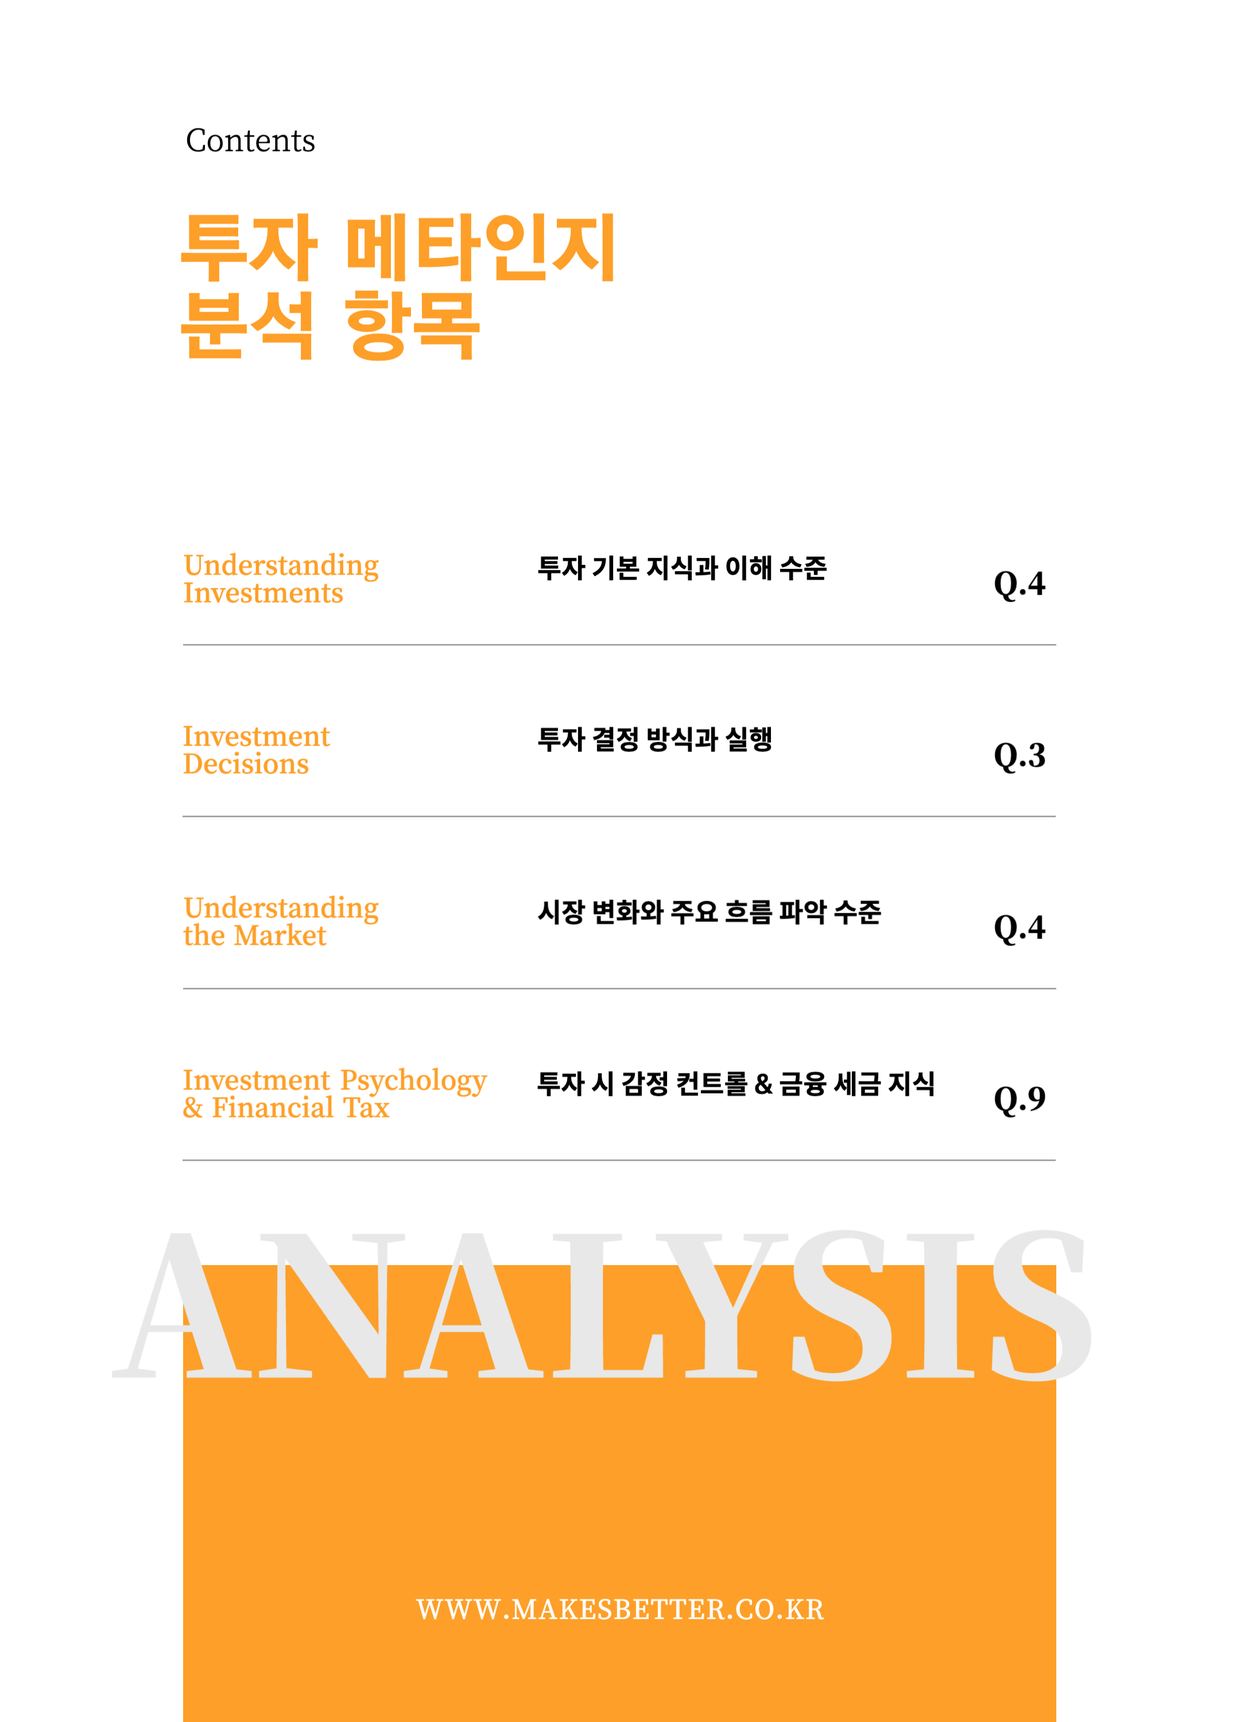 Contents
투자 메타인지
분석 항목
Understanding
Investments
투자 기본 지식과 이해 수준
Q.4
Investment
Decisions
투자 결정 방식과 실행
Q.3
Understanding
the Market
시장 변화와 주요 흐름 파악 수준
Q.4
Investment Psychology
& Financial Tax
투자 시 감정 컨트롤 & 금융 세금 지식
Q.9
ANALYSIS
WWW.MAKESBETTER.CO.KR